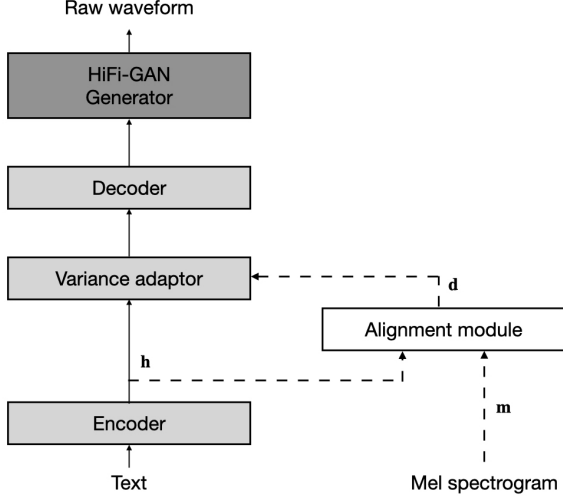 Raw waveform
HiFi-GAN
Generator
Decoder
Variance adaptor
d
Alignment module
h
m
Encoder
Text
Mel spectrogram